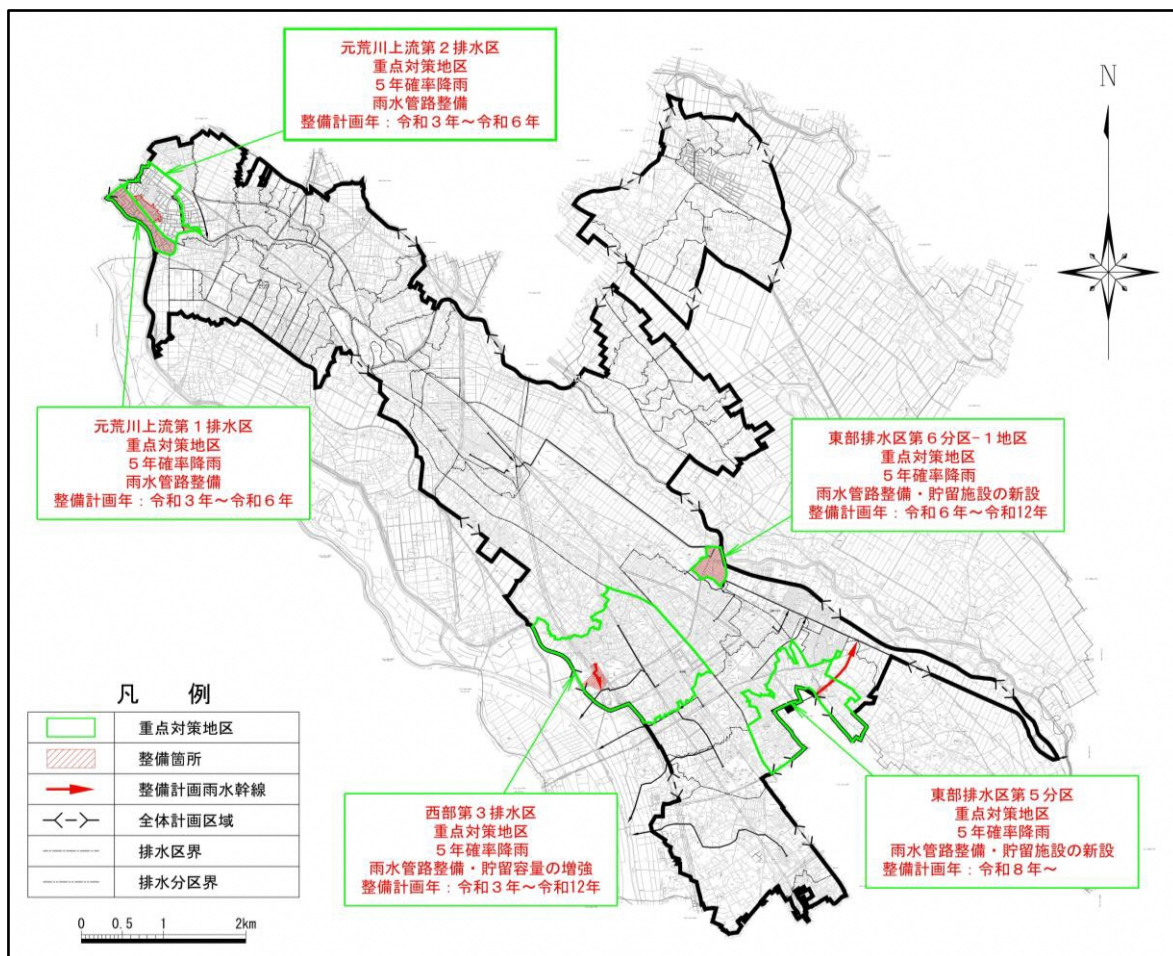 元荒川上流第２排水区
重点対策地区
５年確率降雨
雨水管路整備
整備計画年：令和３年～令和６年
N
元荒川上流第１排水区
重点対策地区
５年確率降雨
雨水管路整備
整備計画年：令和３年～令和６年
東部排水区第６分区-１地区
重点対策地区
５年確率降雨
雨水管路整備・貯留施設の新設
整備計画年：令和６年～令和12年
西部第３排水区
重点対策地区
５年確率降雨
雨水管路整備・貯留容量の増強
整備計画年：令和３年～令和12年
東部排水区第５分区
重点対策地区
５年確率降雨
雨水管路整備・貯留施設の新設
整備計画年：令和８年～
凡 例
重点対策地区
整備箇所
整備計画雨水幹線
全体計画区域
排水区界
排水分区界
0 0.5 1 2km